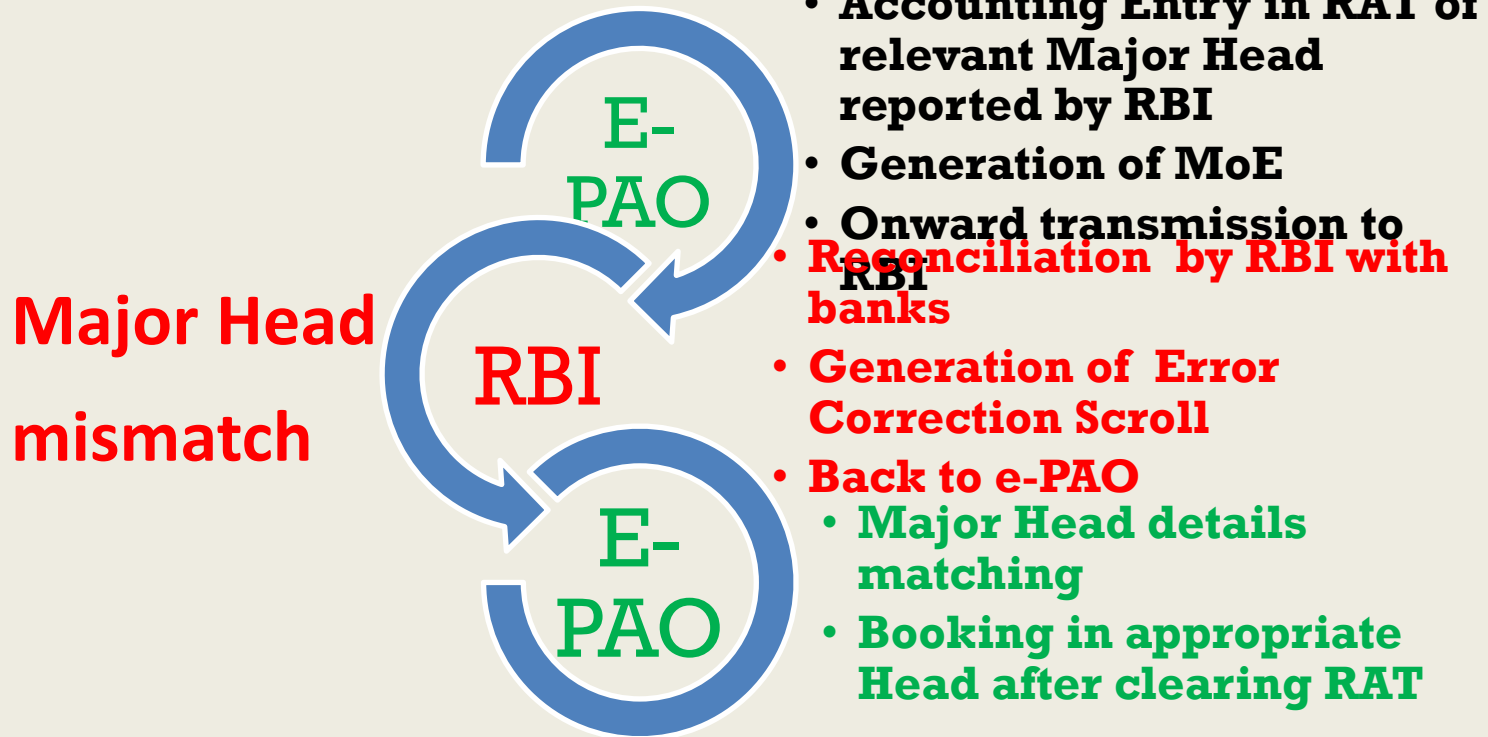 Major Head
mismatch
E-
PAO
• Accounting Entry in RAT of
relevant Major Head
reported by RBI
• Generation of MoE
• Onward transmission to
RBI
RBI
• Reconciliation by RBI with
banks
• Generation of Error
Correction Scroll
• Back to e-PAO
E-
PAO
• Major Head details
matching
• Booking in appropriate
Head after clearing RAT